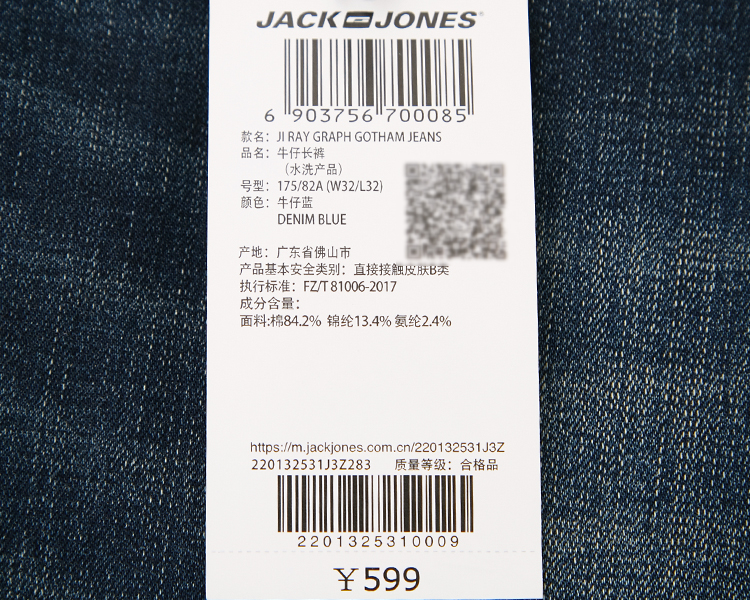 JACK JONES®
6 903756 700085
款名：JI RAY GRAPH GOTHAM JEANS
品名：牛仔长裤
（水洗产品）
号型：175/82A (W32/L32)
颜色：牛仔蓝
DENIM BLUE
产地：广东省佛山市
产品基本安全类别：直接接触皮肤B类
执行标准：FZ/T 81006-2017
成分含量：
面料:棉84.2% 锦纶13.4% 氨纶2.4%
https://m.jackjones.com.cn/220132531J3Z
220132531J3Z283 质量等级：合格品
2201325310009
￥599